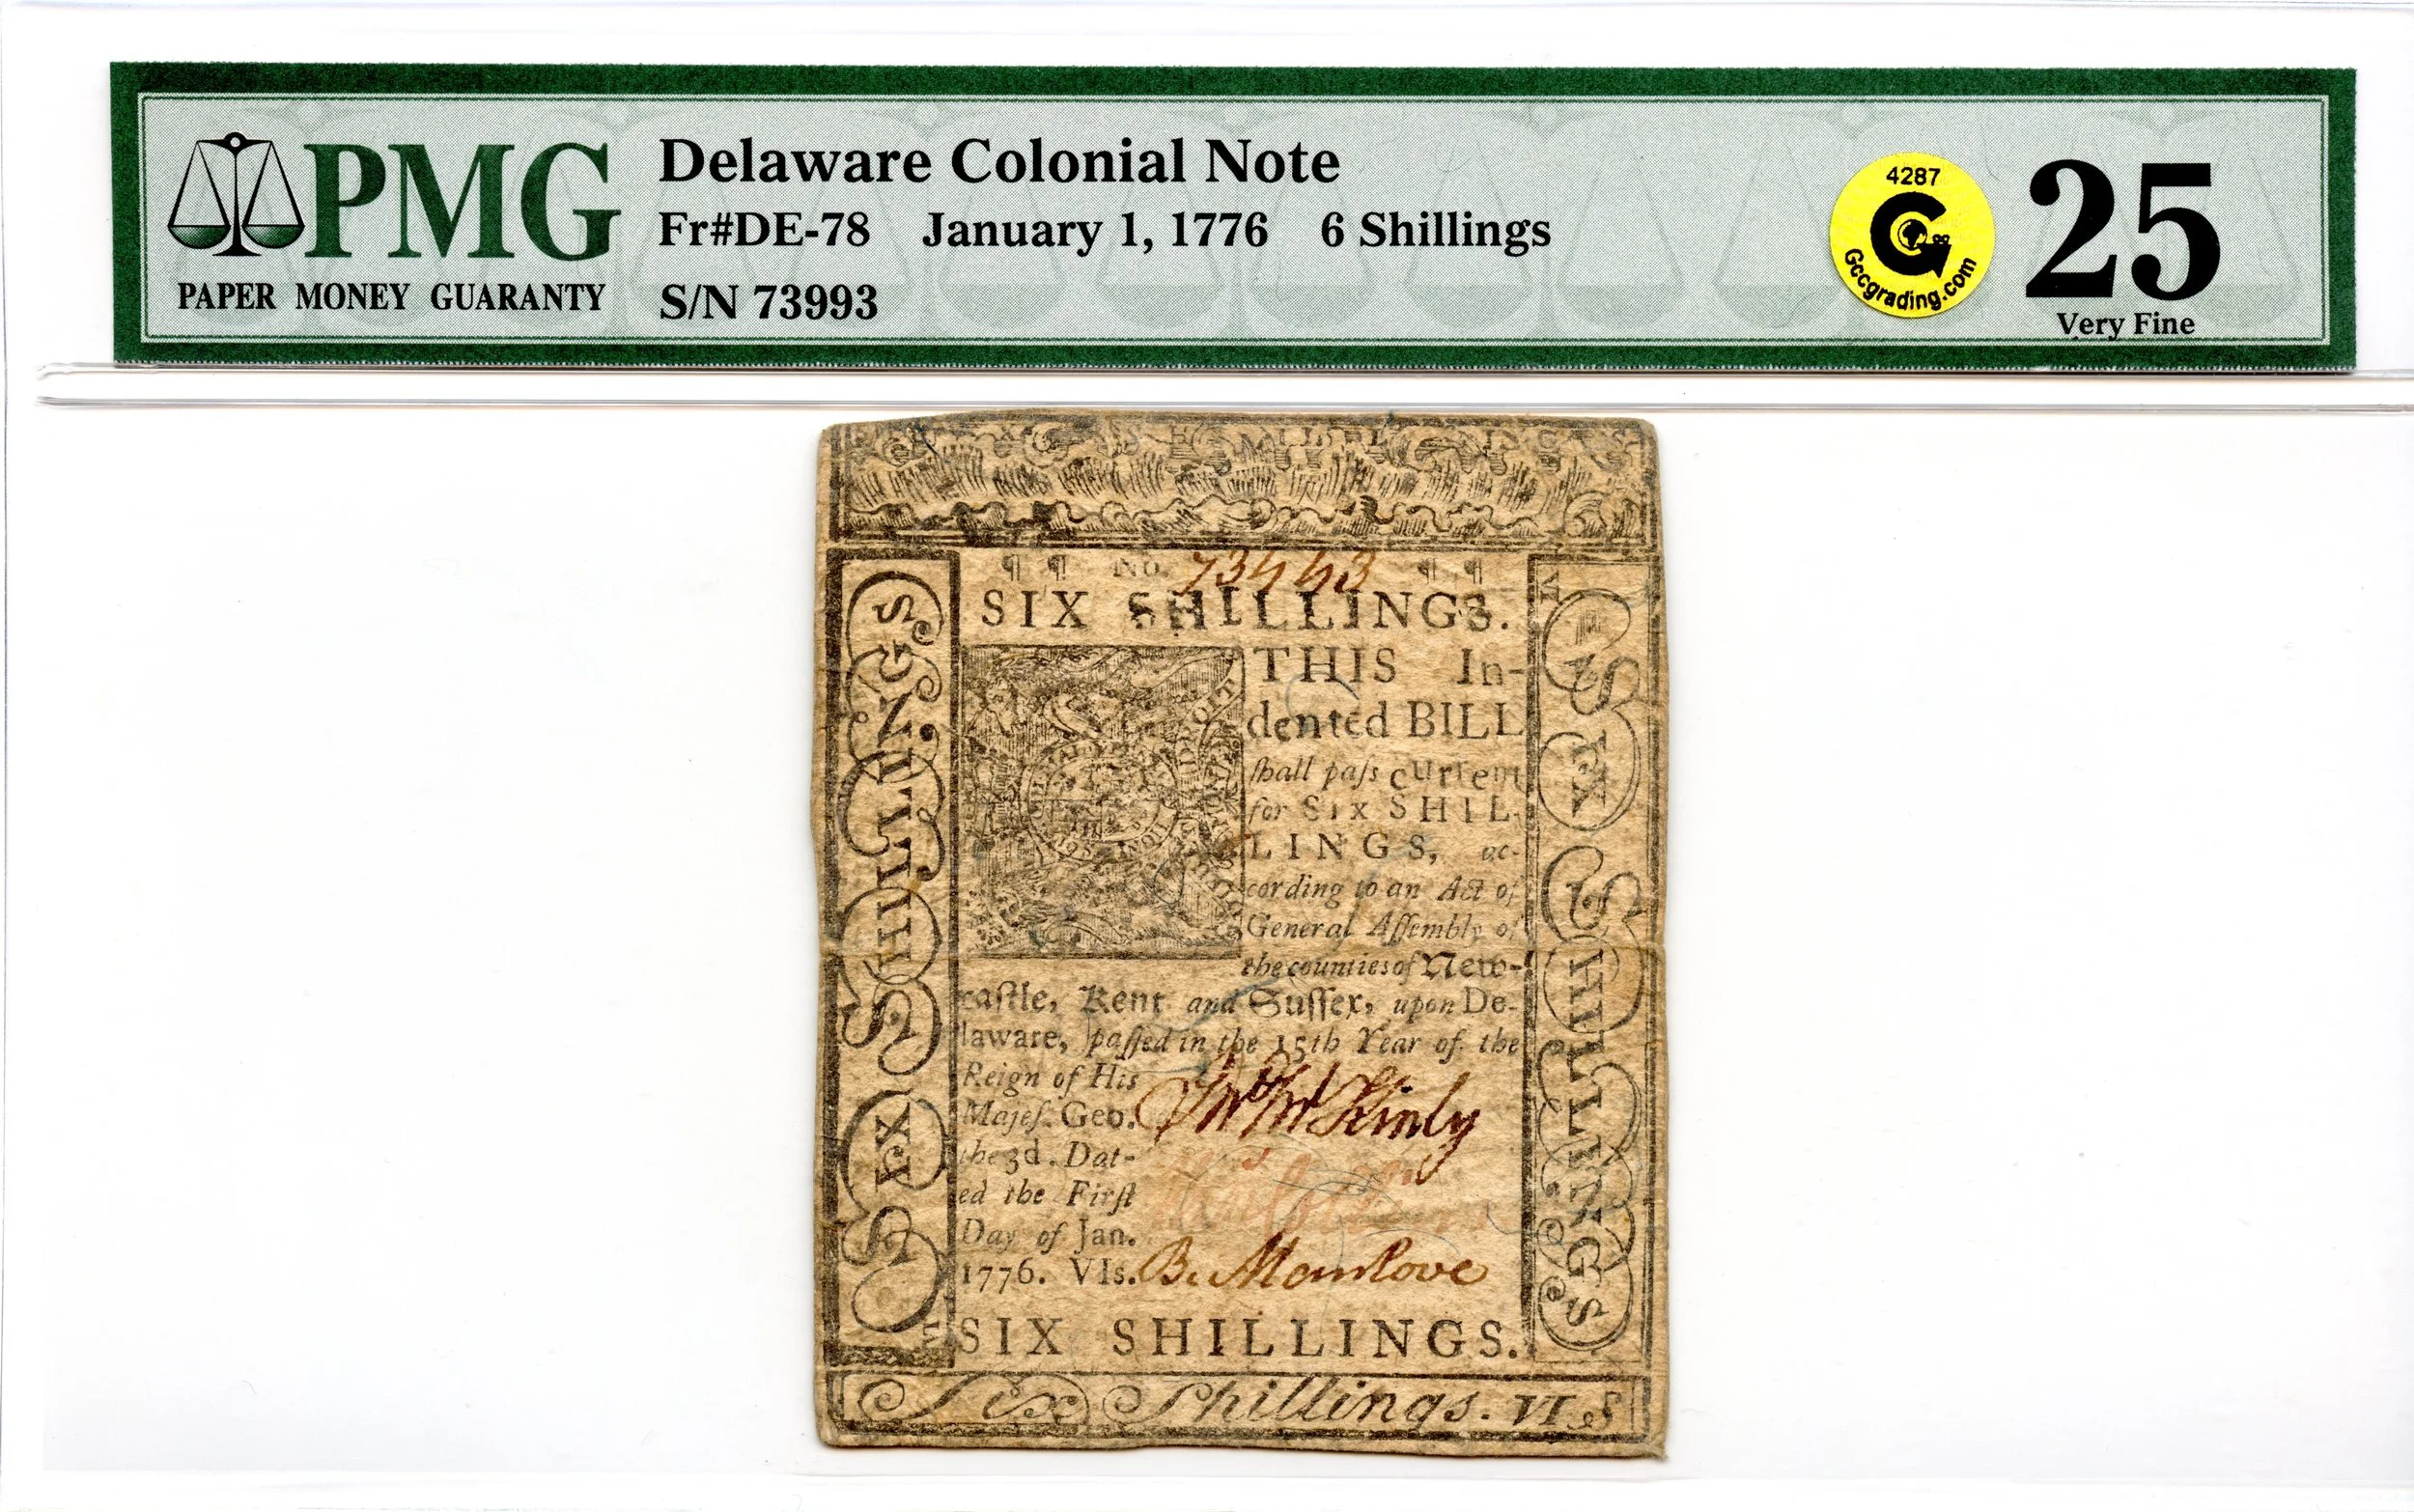 PMG
PAPER MONEY GUARANTY
Delaware Colonial Note
Fr#DE-78 January 1, 1776 6 Shillings
S/N 73993
4287
Gccgrading.com
25
Very Fine
¶ ¶ No. ¶ ¶
SIX SHILLINGS.
THIS In-
dented BILL
ſhall paſs current
for Six SHIL-
LINGS, ac-
cording to an Act of
General Aſſembly of
the counties of New-
caſtle, Kent and Suſſex, upon De-
laware, paſſed in the 15th Year of the
Reign of His
Majeſ. Geo.
the 3d. Dat-
ed the Firſt
Day of Jan.
1776. VIs.
McKinly
B. Manlove
SIX SHILLINGS.
Six Shillings. VI s
SIX SHILLINGS
SIX SHILLINGS
VI
VI